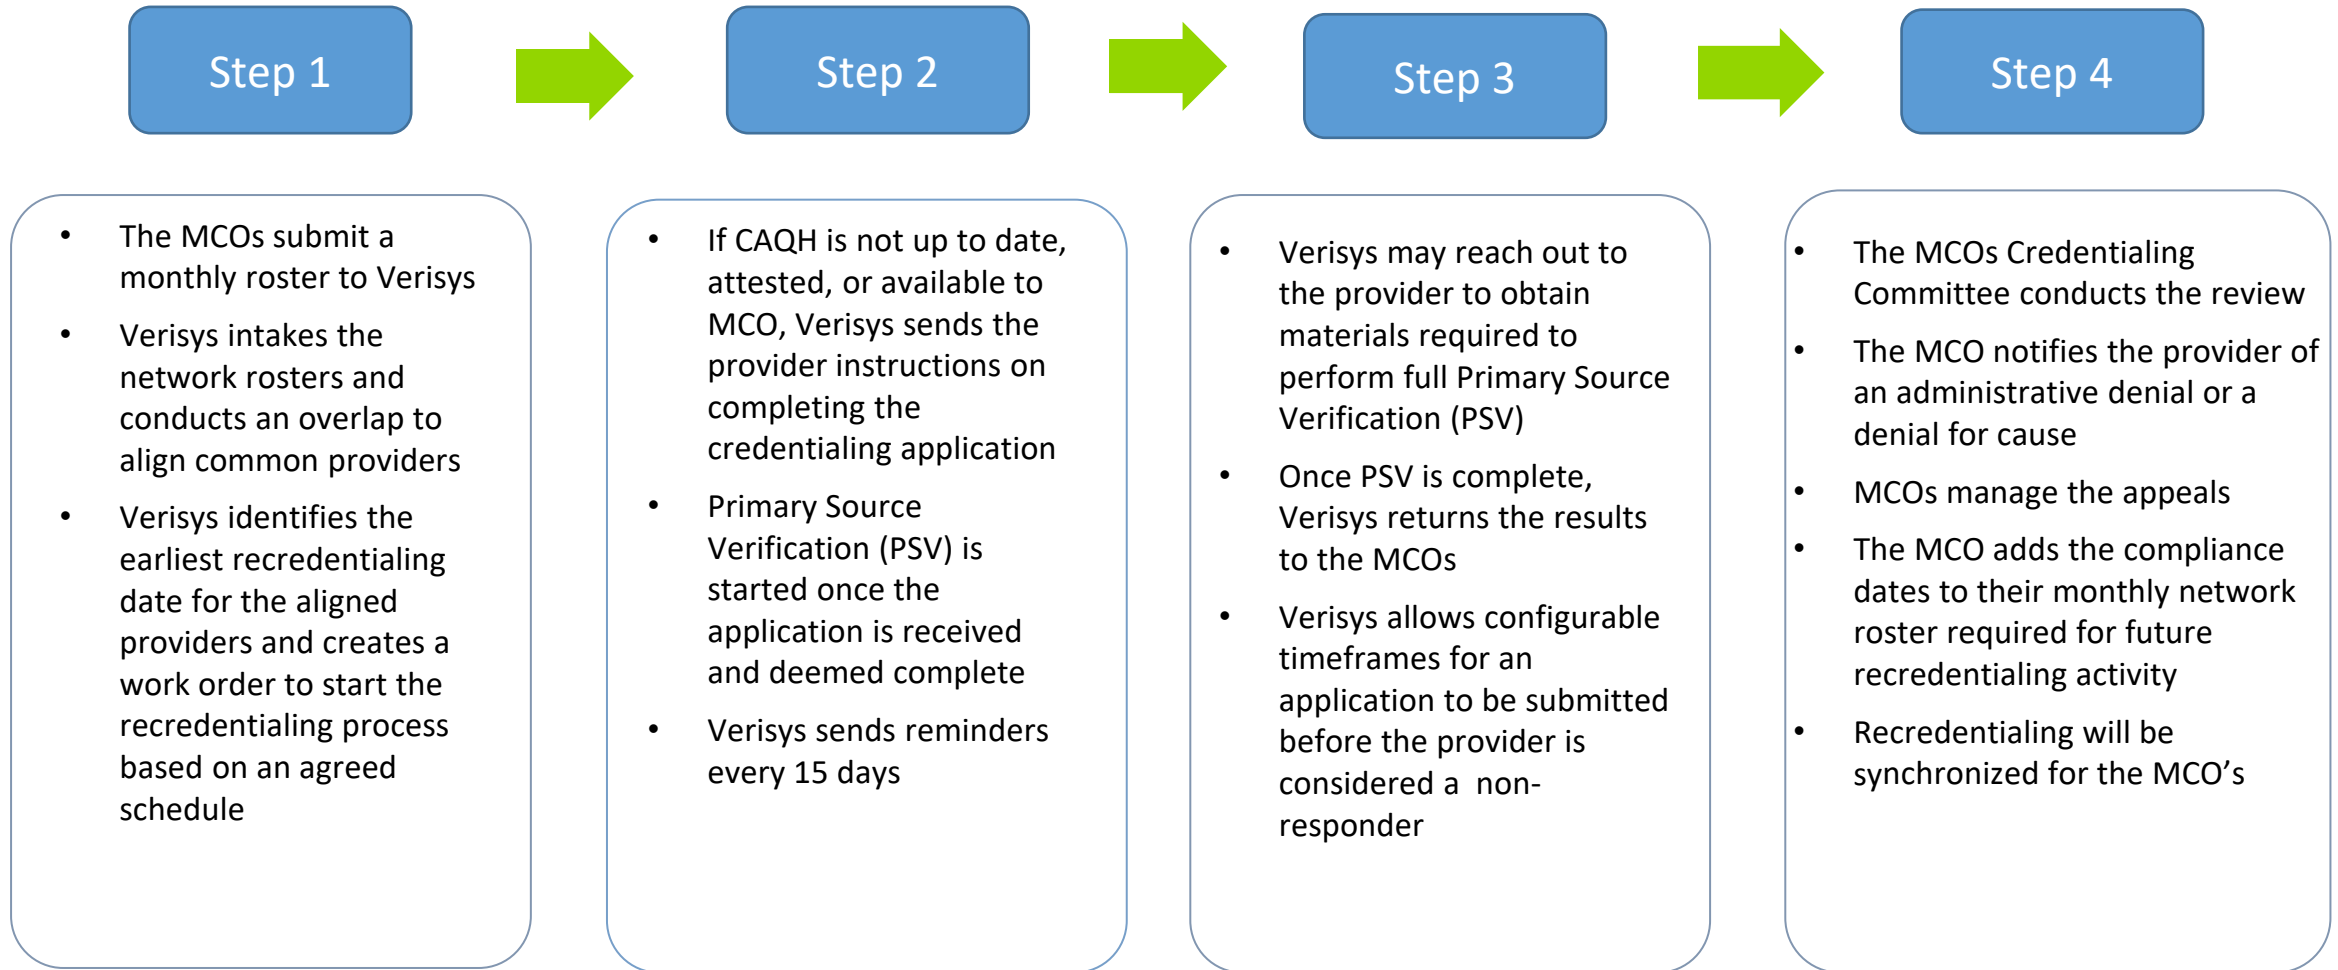 Step 1
Step 2
Step 3
Step 4
• The MCOs submit a
monthly roster to Verisys
• Verisys intakes the
network rosters and
conducts an overlap to
align common providers
• Verisys identifies the
earliest recredentialing
date for the aligned
providers and creates a
work order to start the
recredentialing process
based on an agreed
schedule
• If CAQH is not up to date,
attested, or available to
MCO, Verisys sends the
provider instructions on
completing the
credentialing application
• Primary Source
Verification (PSV) is
started once the
application is received
and deemed complete
• Verisys sends reminders
every 15 days
• Verisys may reach out to
the provider to obtain
materials required to
perform full Primary Source
Verification (PSV)
• Once PSV is complete,
Verisys returns the results
to the MCOs
• Verisys allows configurable
timeframes for an
application to be submitted
before the provider is
considered a  non-
responder
• The MCOs Credentialing
Committee conducts the review
• The MCO notifies the provider of
an administrative denial or a
denial for cause
• MCOs manage the appeals
• The MCO adds the compliance
dates to their monthly network
roster required for future
recredentialing activity
• Recredentialing will be
synchronized for the MCO’s